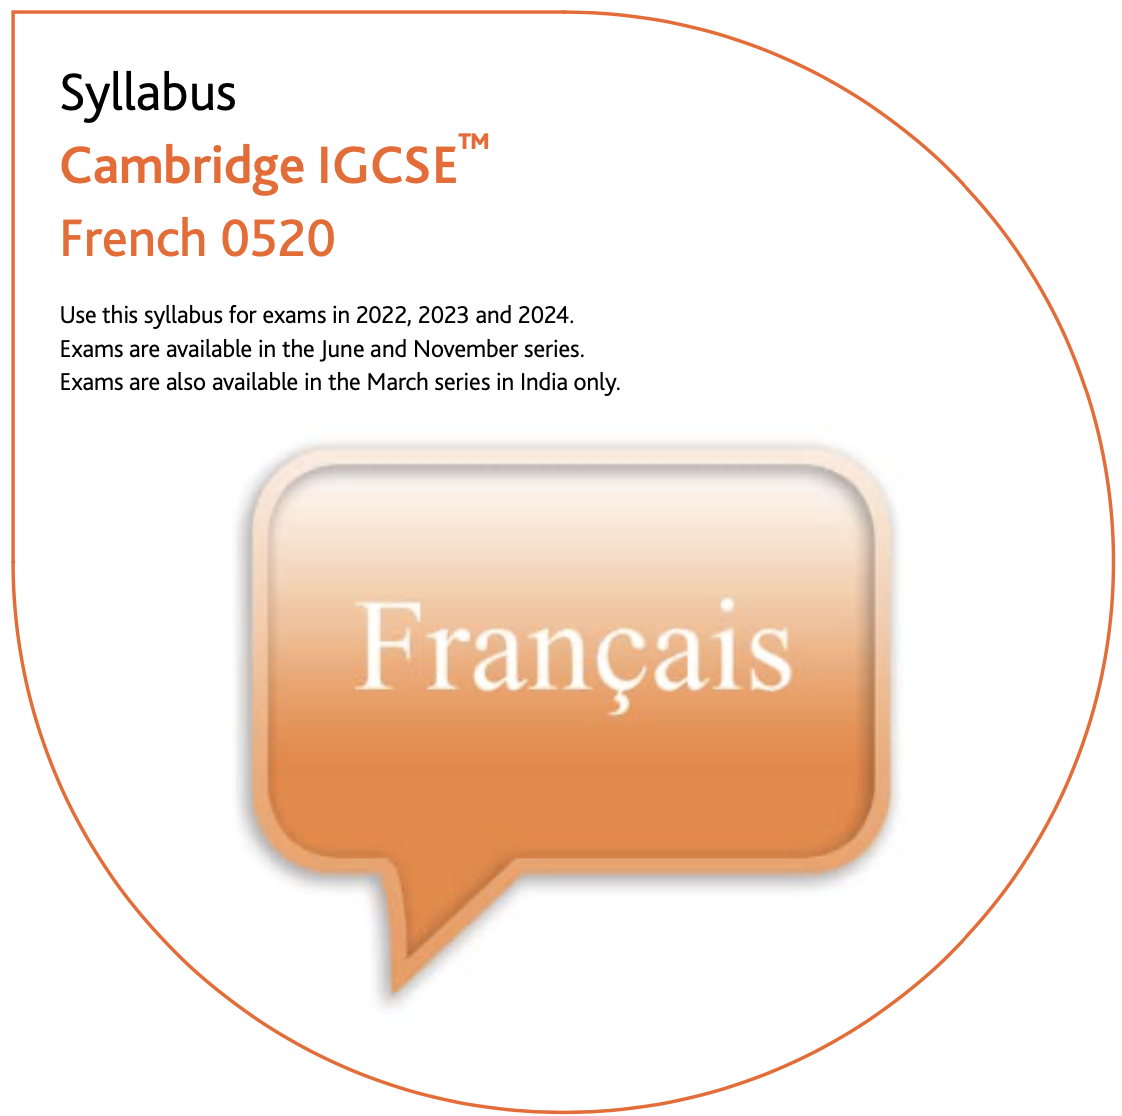 Syllabus
Cambridge IGCSE™
French 0520
Use this syllabus for exams in 2022, 2023 and 2024.
Exams are available in the June and November series.
Exams are also available in the March series in India only.
Français